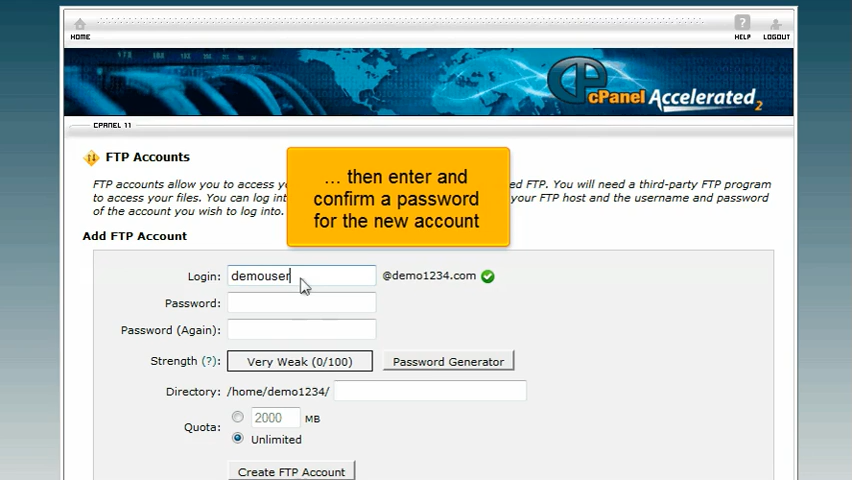 HOME
HELP
LOGOUT
cPanel Accelerated2
CPANEL 11
FTP Accounts
… then enter and
confirm a password
for the new account
FTP accounts allow you to access yo
ed FTP. You will need a third-party FTP program
to access your files. You can log into
your FTP host and the username and password
of the account you wish to log into.
Add FTP Account
Login: demouser @demo1234.com
Password:
Password (Again):
Strength (?): Very Weak (0/100) Password Generator
Directory: /home/demo1234/
2000 MB
Quota:
Unlimited
Create FTP Account